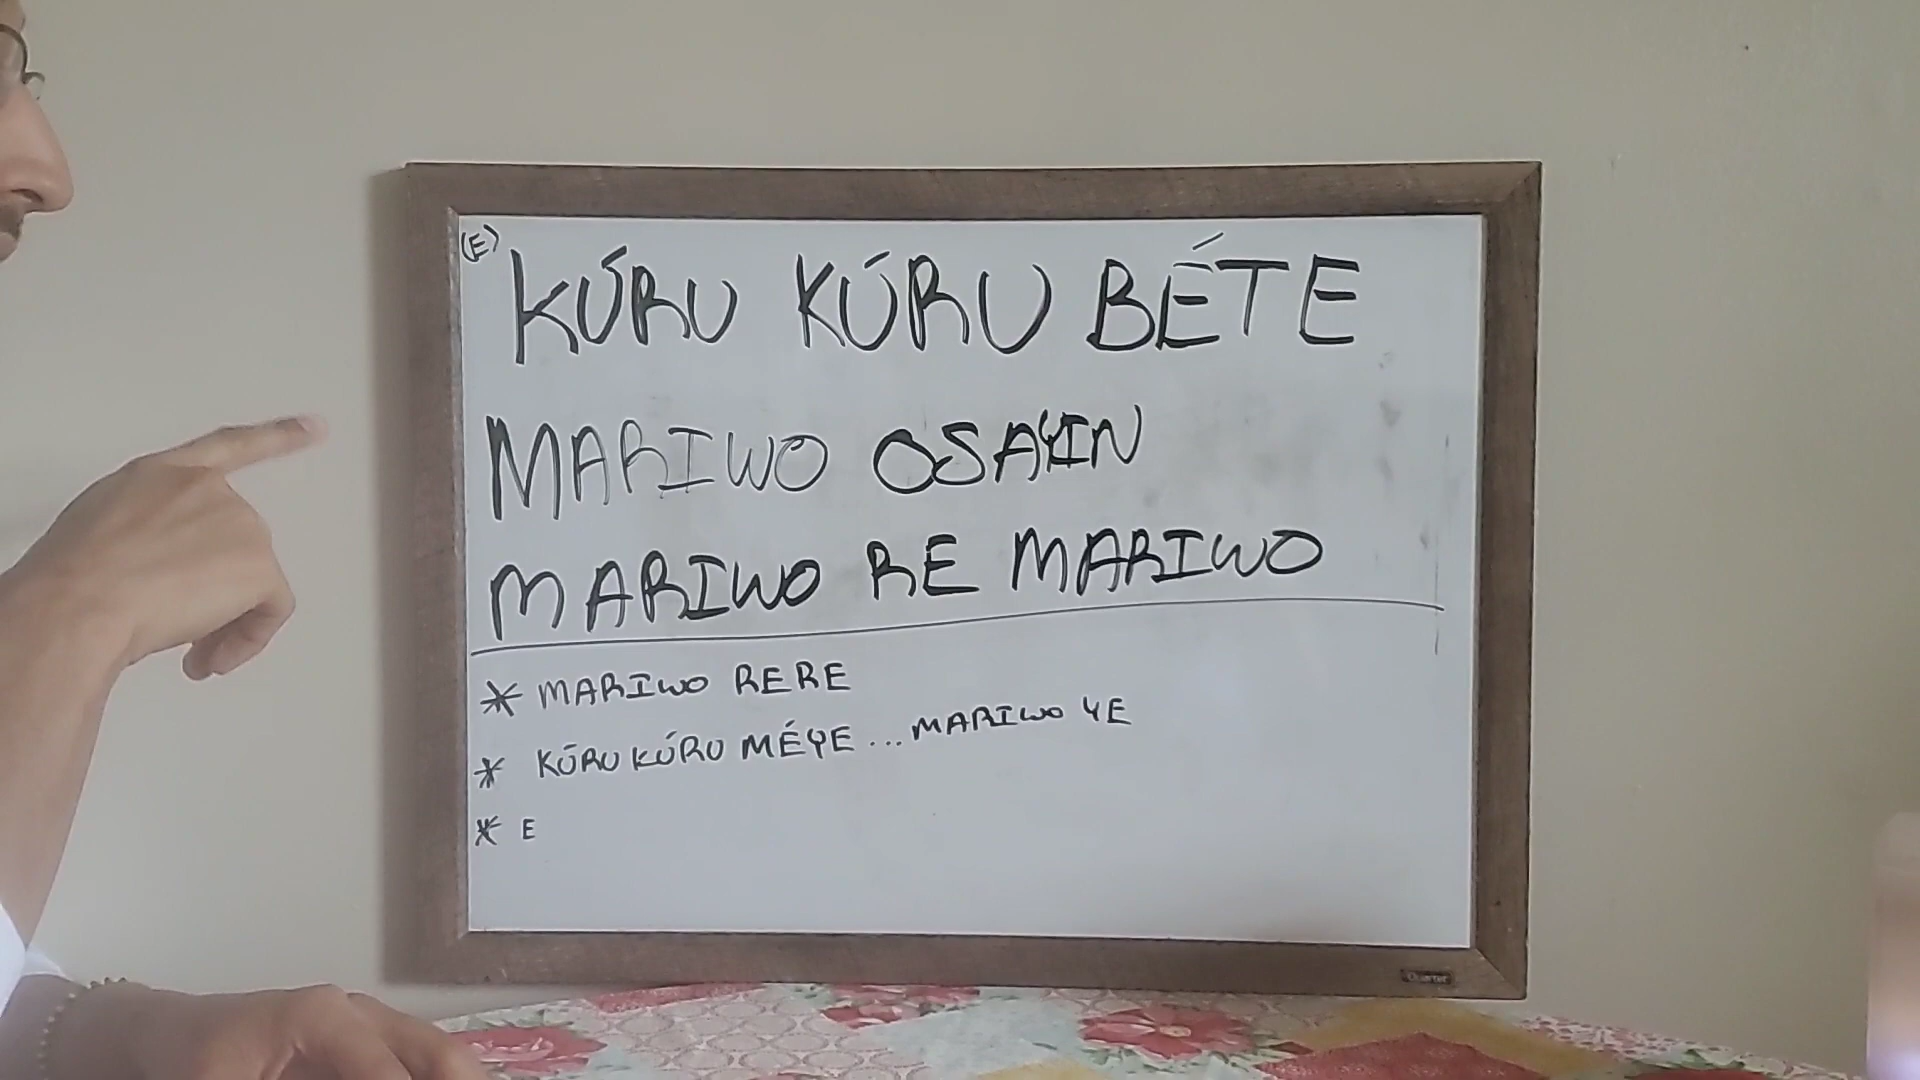 (E) KÚRU KÚRU BÉTE
MARIWO OSAYIN
MARIWO RE MARIWO
* MARIWO RERE
* KÚRU KÚRU MÉYE ... MARIWO YE
* E